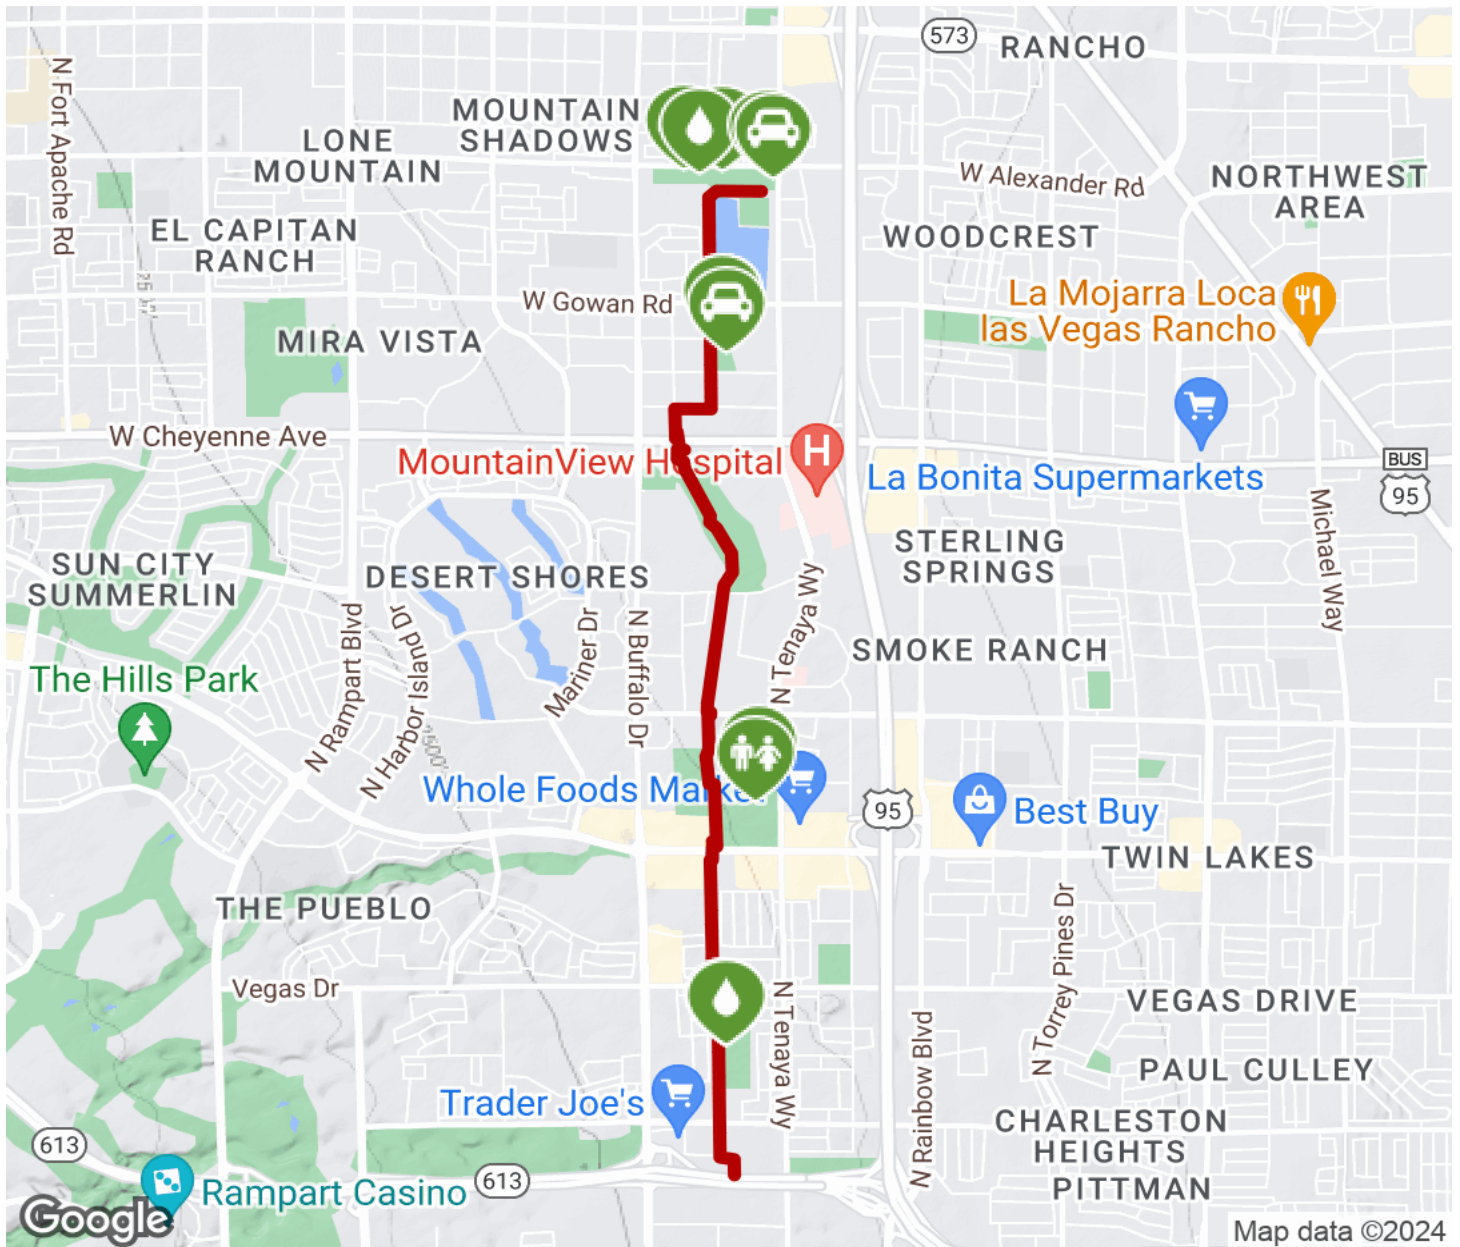 573
RANCHO
N Fort Apache Rd
MOUNTAIN
SHADOWS
LONE
MOUNTAIN
W Alexander Rd
NORTHWEST
AREA
EL CAPITAN
RANCH
WOODCREST
W Gowan Rd
La Mojarra Loca
las Vegas Rancho
MIRA VISTA
W Cheyenne Ave
MountainView Hospital
H
La Bonita Supermarkets
BUS
95
Michael Way
STERLING
SPRINGS
SUN CITY
SUMMERLIN
DESERT SHORES
N Tenaya Wy
N Rampart Blvd
N Harbor Island Dr
Mariner Dr
N Buffalo Dr
SMOKE RANCH
The Hills Park
Whole Foods Market
95
Best Buy
TWIN LAKES
THE PUEBLO
N Torrey Pines Dr
Vegas Dr
N Tenaya Wy
VEGAS DRIVE
N Rainbow Blvd
PAUL CULLEY
Trader Joe's
CHARLESTON
HEIGHTS
PITTMAN
613
613
Rampart Casino
Google
Map data ©2024